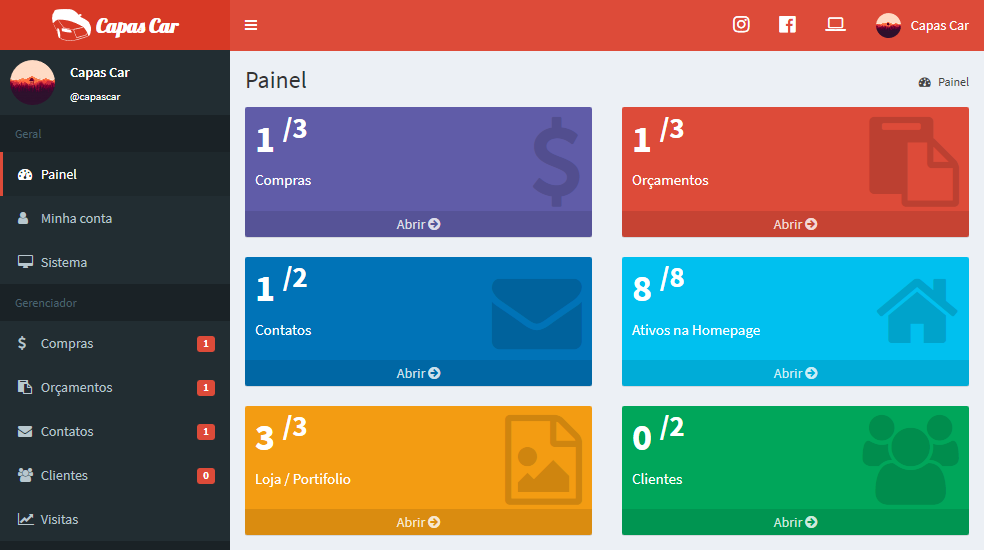 Capas Car
Capas Car
Capas Car
@capascar
Geral
Painel
Minha conta
Sistema
Gerenciador
Compras 1
Orçamentos 1
Contatos 1
Clientes 0
Visitas
Painel
Painel
1 /3
Compras
Abrir
1 /3
Orçamentos
Abrir
1 /2
Contatos
Abrir
8 /8
Ativos na Homepage
Abrir
3 /3
Loja / Portifolio
Abrir
0 /2
Clientes
Abrir